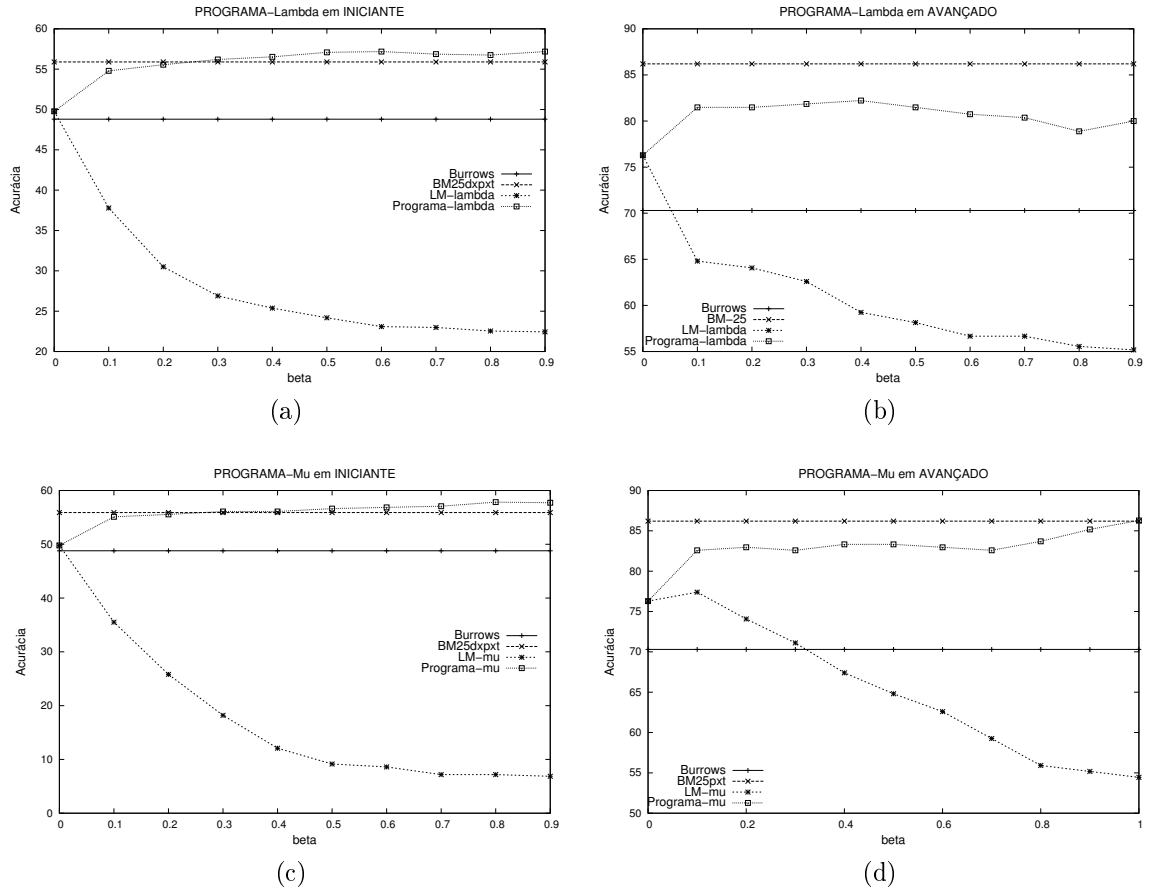 PROGRAMA-Lambda em INICIANTE
60
55
50
45
40
35
30
25
20
Acurácia
Burrows
BM25dxpxt
LM-lambda
Programa-lambda
0 0.1 0.2 0.3 0.4 0.5 0.6 0.7 0.8 0.9
beta
(a)
PROGRAMA-Lambda em AVANÇADO
90
85
80
75
70
65
60
55
Acurácia
Burrows
BM-25
LM-lambda
Programa-lambda
0 0.1 0.2 0.3 0.4 0.5 0.6 0.7 0.8 0.9
beta
(b)
PROGRAMA-Mu em INICIANTE
60
50
40
30
20
10
0
Acurácia
Burrows
BM25dxpxt
LM-mu
Programa-mu
0 0.1 0.2 0.3 0.4 0.5 0.6 0.7 0.8 0.9
beta
(c)
PROGRAMA-Mu em AVANÇADO
90
85
80
75
70
65
60
55
50
Acurácia
Burrows
BM25pxt
LM-mu
Programa-mu
0 0.2 0.4 0.6 0.8 1
beta
(d)